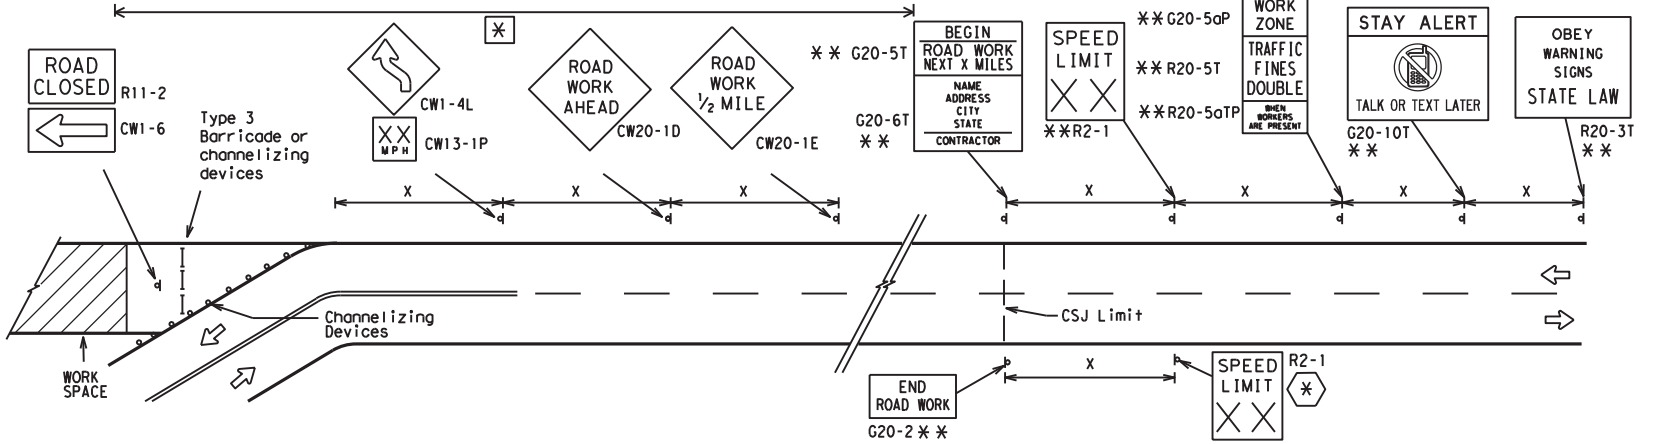 ROAD
CLOSED
R11-2
CW1-6
Type 3
Barricade or
channelizing
devices
*
CW1-4L
XX
MPH
CW13-1P
ROAD
WORK
AHEAD
CW20-1D
ROAD
WORK
1/2 MILE
CW20-1E
** G20-5T
BEGIN
ROAD WORK
NEXT X MILES
NAME
ADDRESS
CITY
STATE
CONTRACTOR
G20-6T
**
SPEED
LIMIT
XX
**R2-1
**G20-5aP
WORK
ZONE
**R20-5T
TRAFFIC
FINES
DOUBLE
**R20-5aTP
WHEN
WORKERS
ARE PRESENT
STAY ALERT
TALK OR TEXT LATER
G20-10T
**
OBEY
WARNING
SIGNS
STATE LAW
R20-3T
**
X X X X X X X
Channelizing
Devices
WORK
SPACE
CSJ Limit
X
END
ROAD WORK
G20-2 **
SPEED
LIMIT
XX
R2-1
*